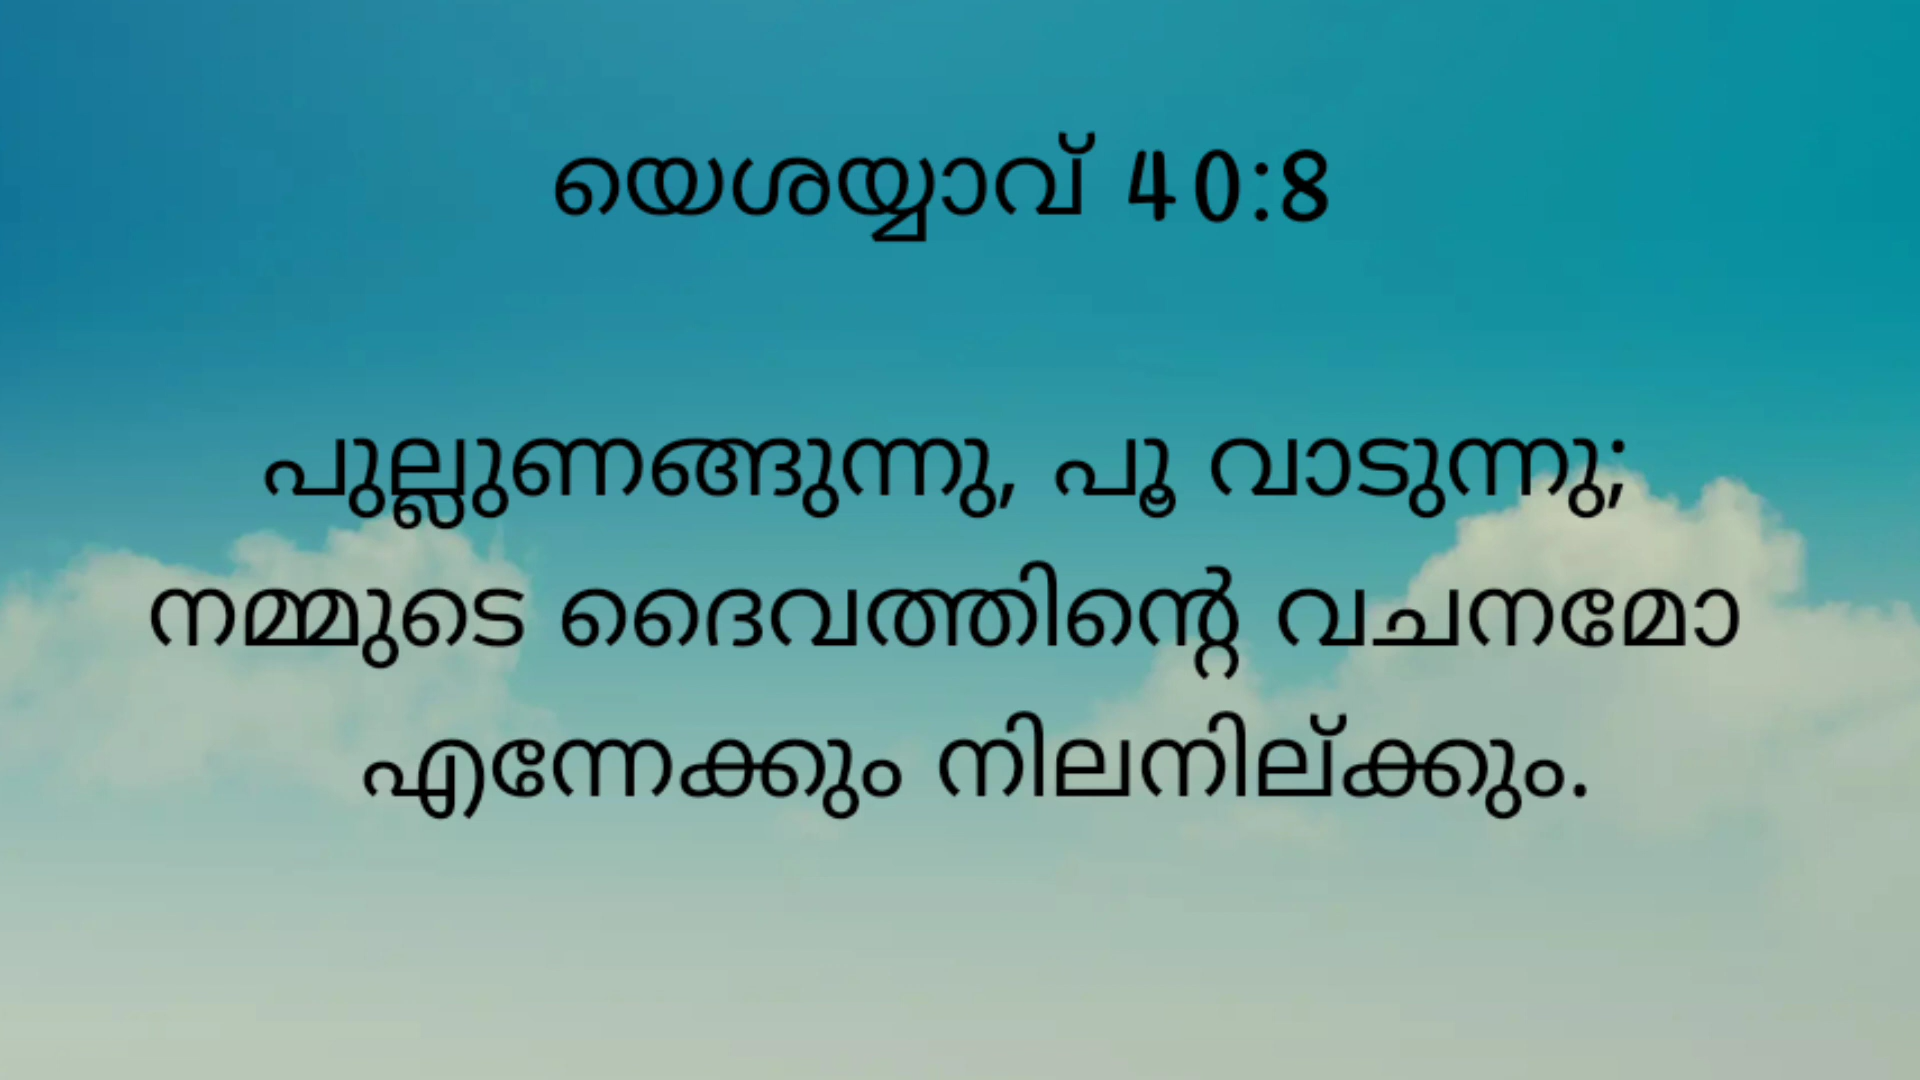 യെശയ്യാവ് 40:8
പുല്ലുണങ്ങുന്നു, പൂ വാടുന്നു;
നമ്മുടെ ദൈവത്തിന്റെ വചനമോ
എന്നേക്കും നിലനില്ക്കും.